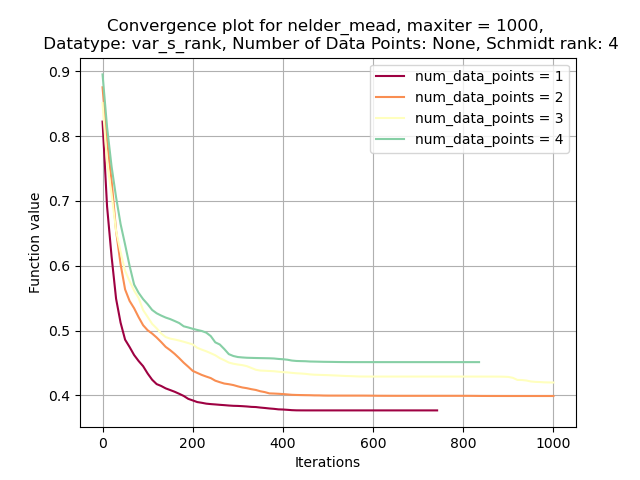 Convergence plot for nelder_mead, maxiter = 1000,
Datatype: var_s_rank, Number of Data Points: None, Schmidt rank: 4
num_data_points = 1
num_data_points = 2
num_data_points = 3
num_data_points = 4
Function value
0.9
0.8
0.7
0.6
0.5
0.4
0 200 400 600 800 1000
Iterations